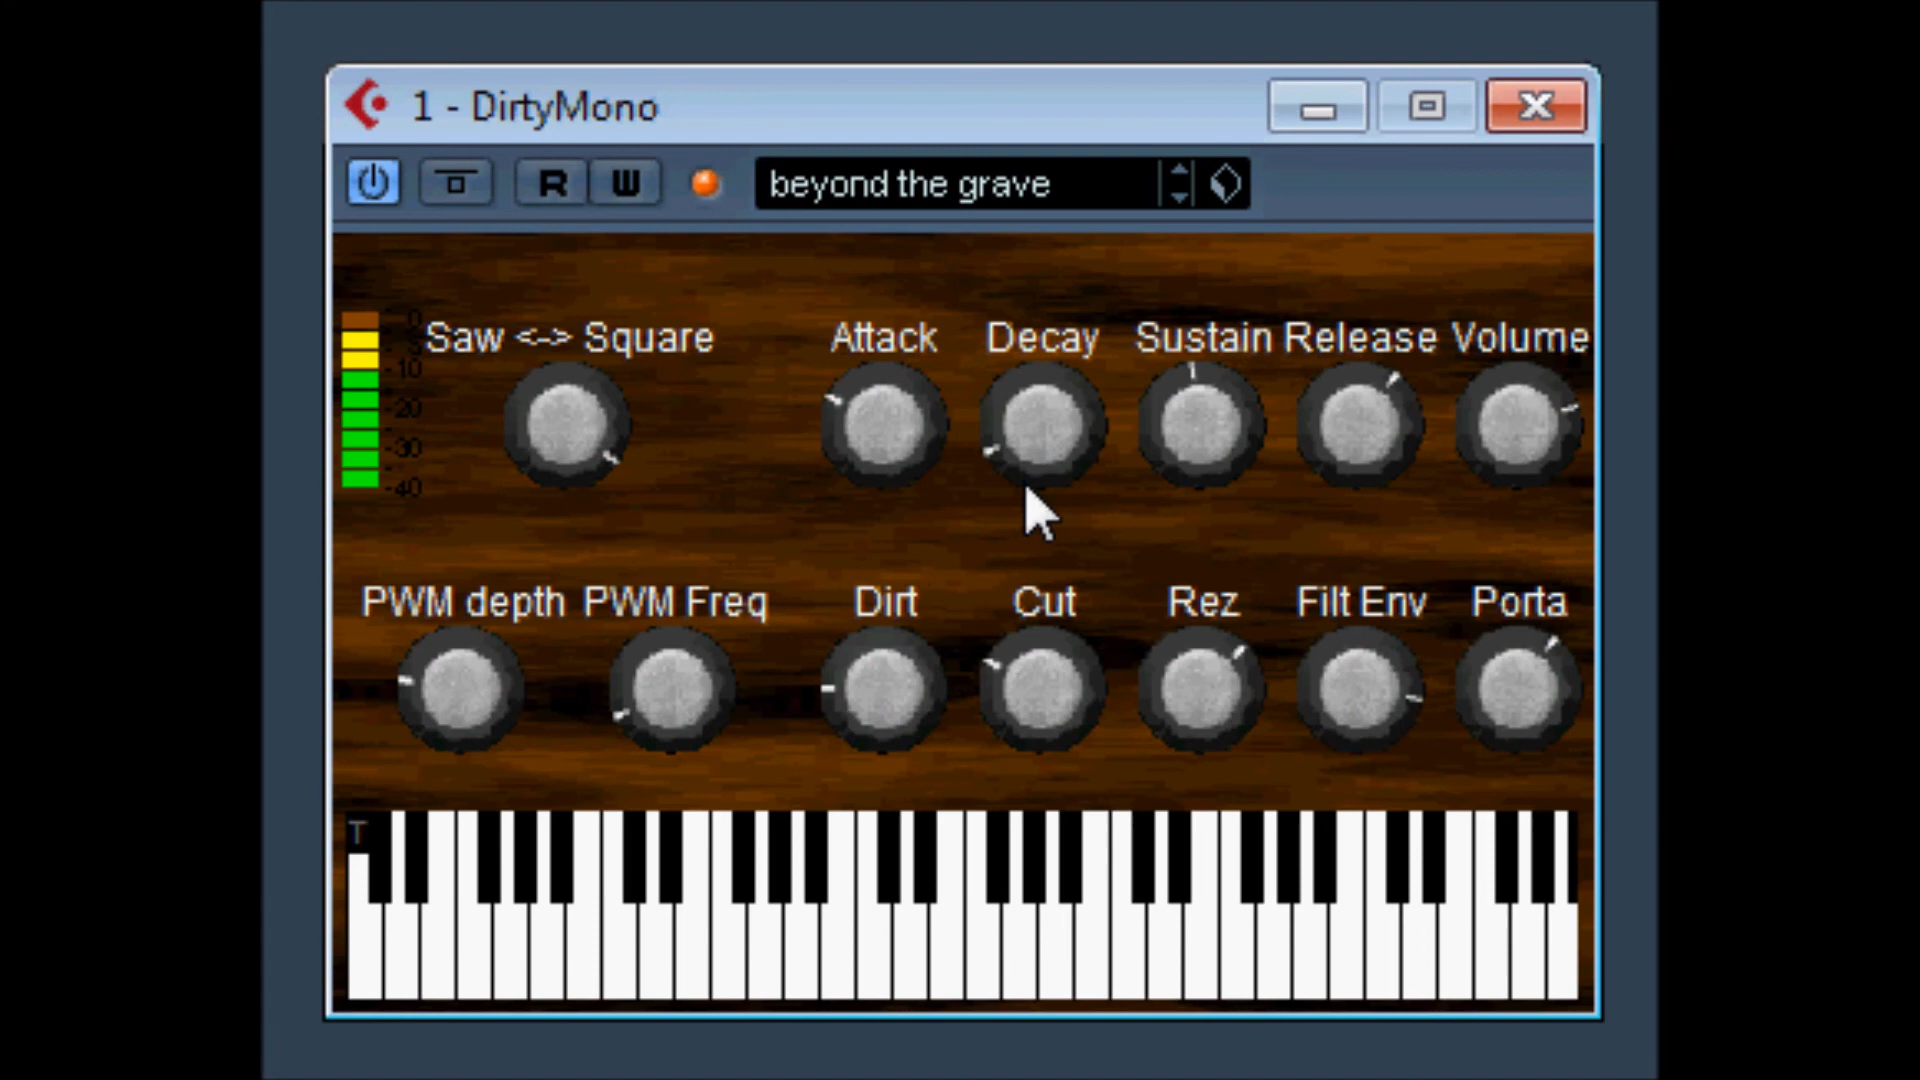 1 - DirtyMono
R W beyond the grave
Saw <-> Square Attack Decay Sustain Release Volume
0
-10
-20
-30
-40
PWM depth PWM Freq Dirt Cut Rez Filt Env Porta
T